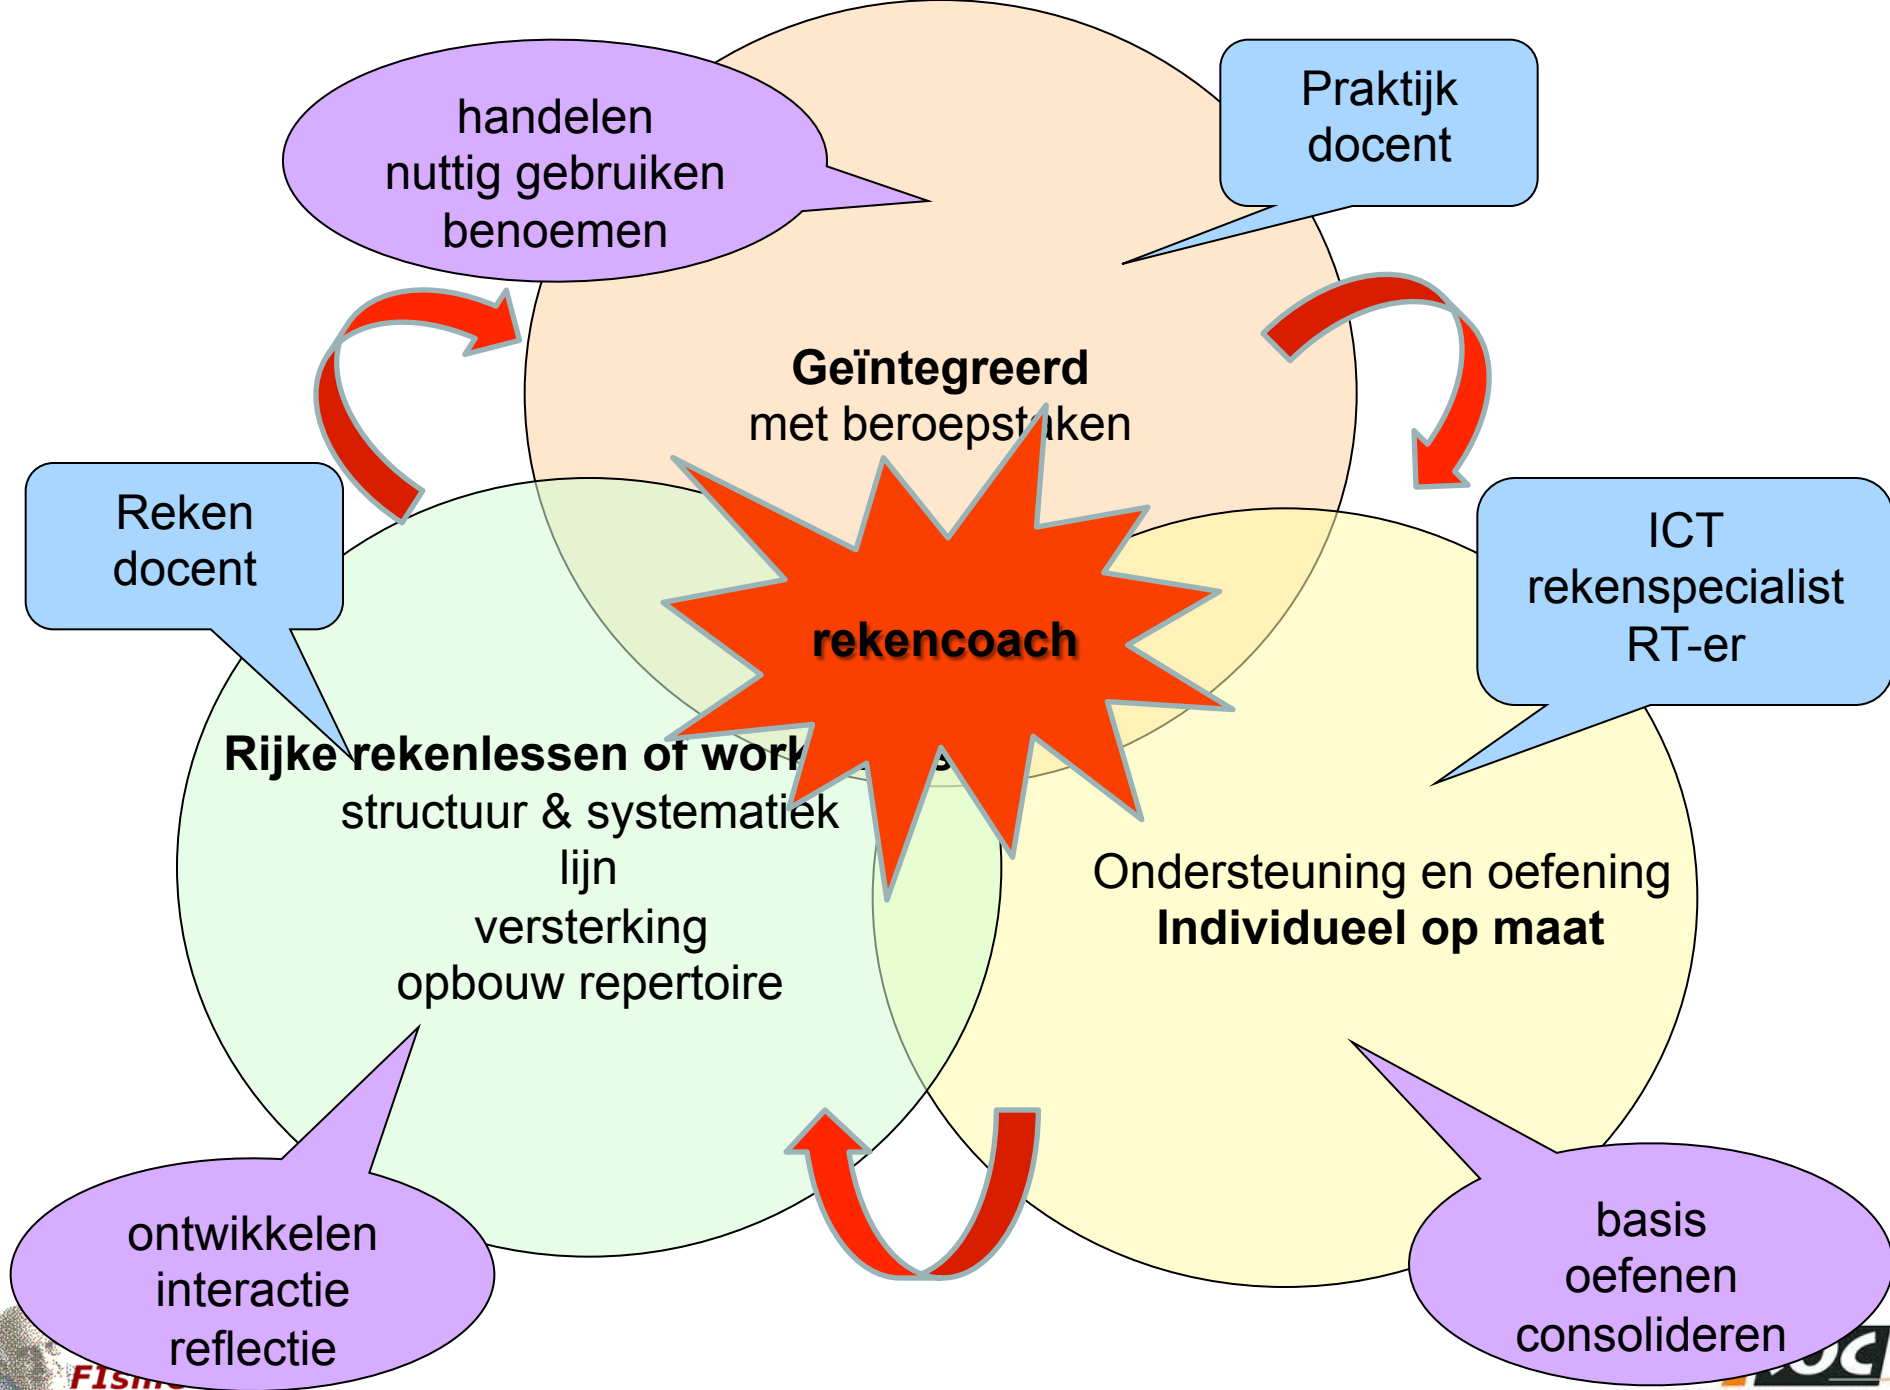 handelen
nuttig gebruiken
benoemen
Praktijk
docent
Geïntegreerd
met beroepstaken
Reken
docent
ICT
rekenspecialist
RT-er
rekencoach
Rijke rekenlessen of
structuur & systematiek
lijn
versterking
opbouw repertoire
Ondersteuning en oefening
Individueel op maat
ontwikkelen
interactie
reflectie
basis
oefenen
consolideren